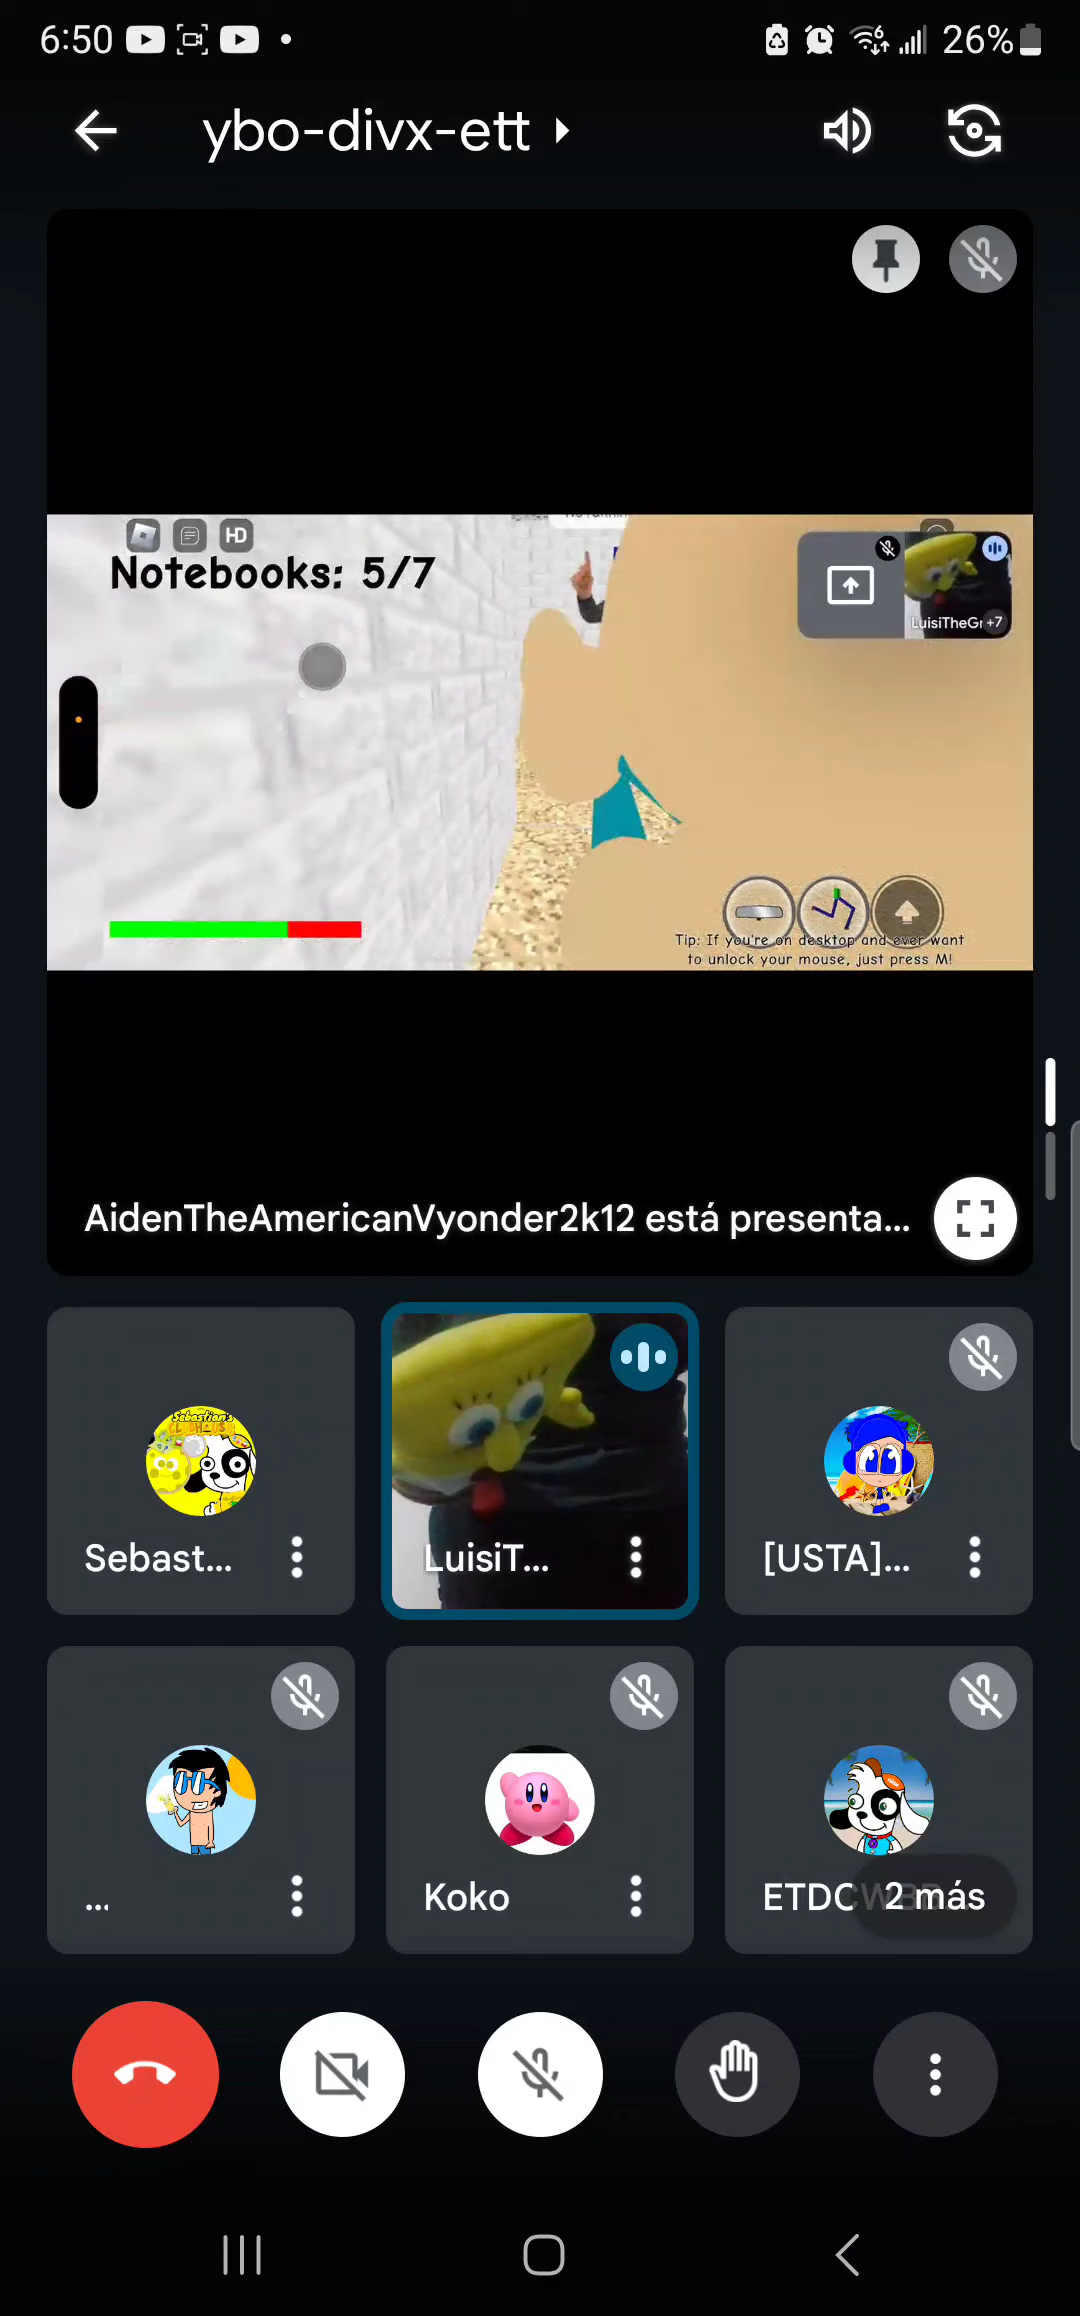 6:50
26%
ybo-divx-ett
HD
Notebooks: 5/7
LuisiTheGr +7
Tip: If you're on desktop and ever want
to unlock your mouse, just press M!
AidenTheAmericanVyonder2k12 está presenta...
Sebastian's
Sebast...
LuisiT...
[USTA]...
...
Koko
ETDC
2 más